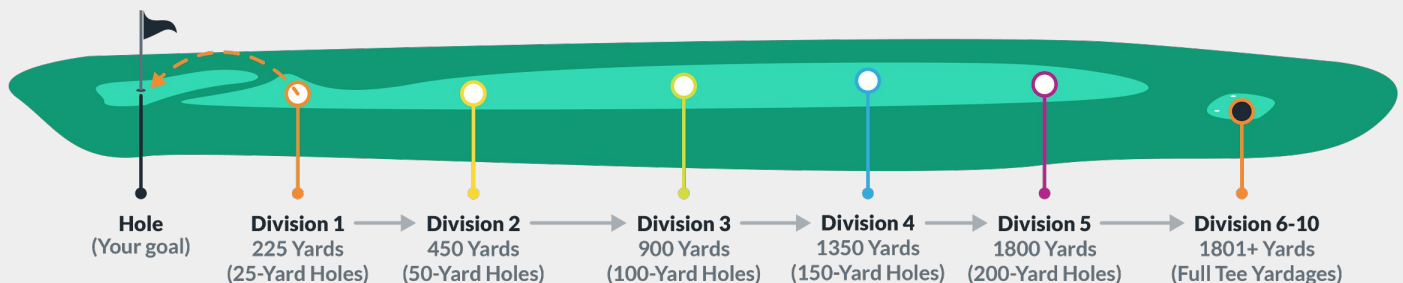 Hole
(Your goal)
Division 1
225 Yards
(25-Yard Holes)
Division 2
450 Yards
(50-Yard Holes)
Division 3
900 Yards
(100-Yard Holes)
Division 4
1350 Yards
(150-Yard Holes)
Division 5
1800 Yards
(200-Yard Holes)
Division 6-10
1801+ Yards
(Full Tee Yardages)